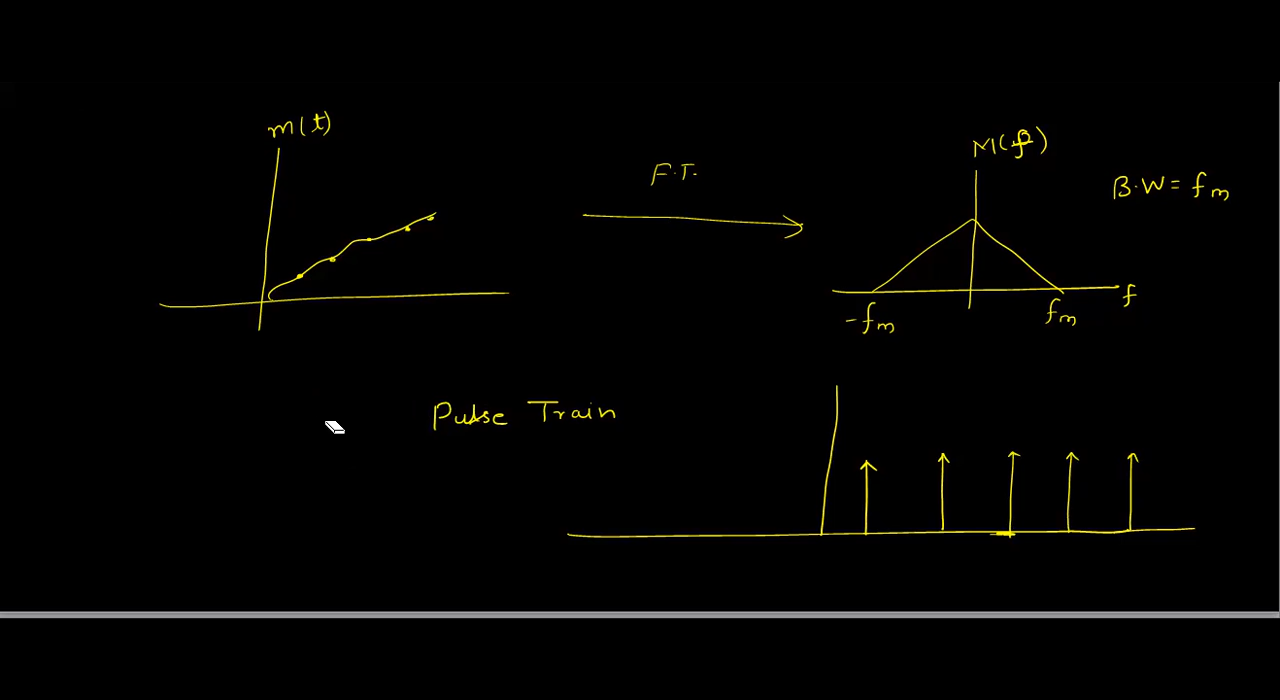 m(t)
F.T.
M(f)
B.W = fm
-fm
fm
f
Pulse Train